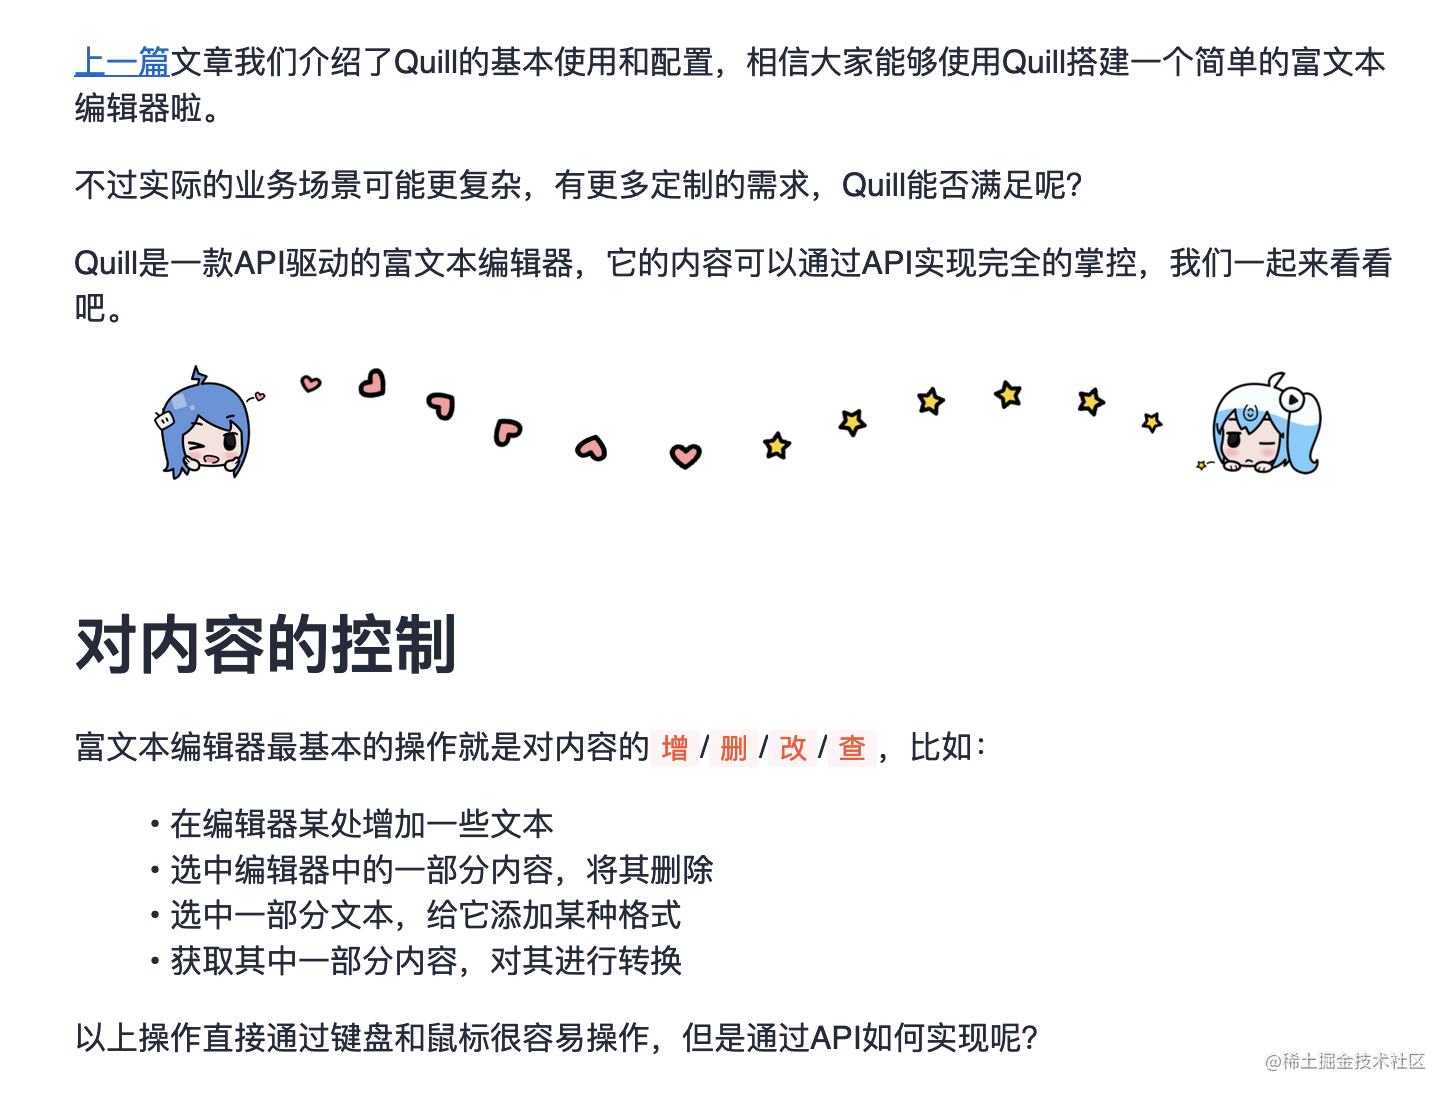 上一篇文章我们介绍了Quill的基本使用和配置，相信大家能够使用Quill搭建一个简单的富文本
编辑器啦。
不过实际的业务场景可能更复杂，有更多定制的需求，Quill能否满足呢？
Quill是一款API驱动的富文本编辑器，它的内容可以通过API实现完全的掌控，我们一起来看看
吧。
对内容的控制
富文本编辑器最基本的操作就是对内容的 增 / 删 / 改 / 查 ，比如：
• 在编辑器某处增加一些文本
• 选中编辑器中的一部分内容，将其删除
• 选中一部分文本，给它添加某种格式
• 获取其中一部分内容，对其进行转换
以上操作直接通过键盘和鼠标很容易操作，但是通过API如何实现呢？
@稀土掘金技术社区